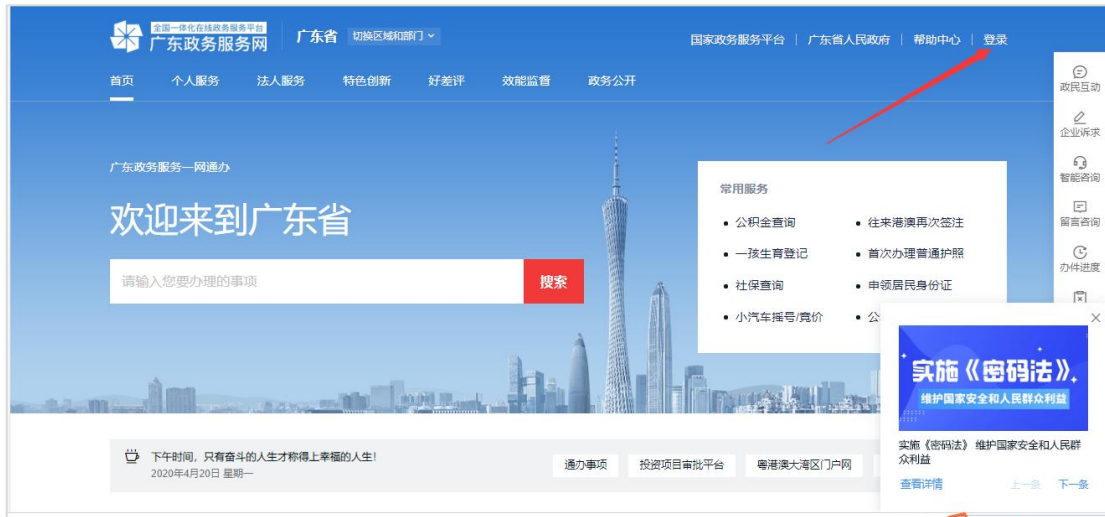 全国一体化在线政务服务平台
广东政务服务网
广东省 切换区域和部门
国家政务服务平台 | 广东省人民政府 | 帮助中心 | 登录
首页 个人服务 法人服务 特色创新 好差评 效能监督 政务公开
政民互动
企业诉求
智能咨询
留言咨询
办件进度
广东政务服务一网通办
欢迎来到广东省
请输入您要办理的事项
搜索
常用服务
• 公积金查询 • 往来港澳再次签注
• 一孩生育登记 • 首次办理普通护照
• 社保查询 • 申领居民身份证
• 小汽车摇号/竞价 • 公
实施《密码法》
维护国家安全和人民群众利益
实施《密码法》 维护国家安全和人民群
众利益
查看详情 上一条 下一条
下午时间，只有奋斗的人生才称得上幸福的人生！
2020年4月20日 星期一
通办事项 投资项目审批平台 粤港澳大湾区门户网